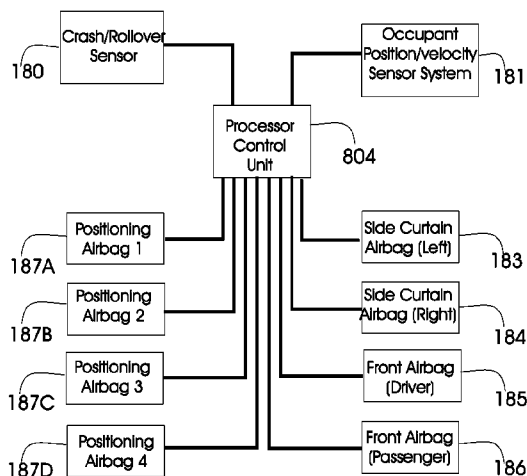 Crash/Rollover
Sensor
180
Occupant
Position/velocity
Sensor System
181
Processor
Control
Unit
804
Positioning
Airbag 1
187A
Side Curtain
Airbag (Left)
183
Positioning
Airbag 2
187B
Side Curtain
Airbag (Right)
184
Positioning
Airbag 3
187C
Front Airbag
(Driver)
185
Positioning
Airbag 4
187D
Front Airbag
(Passenger)
186